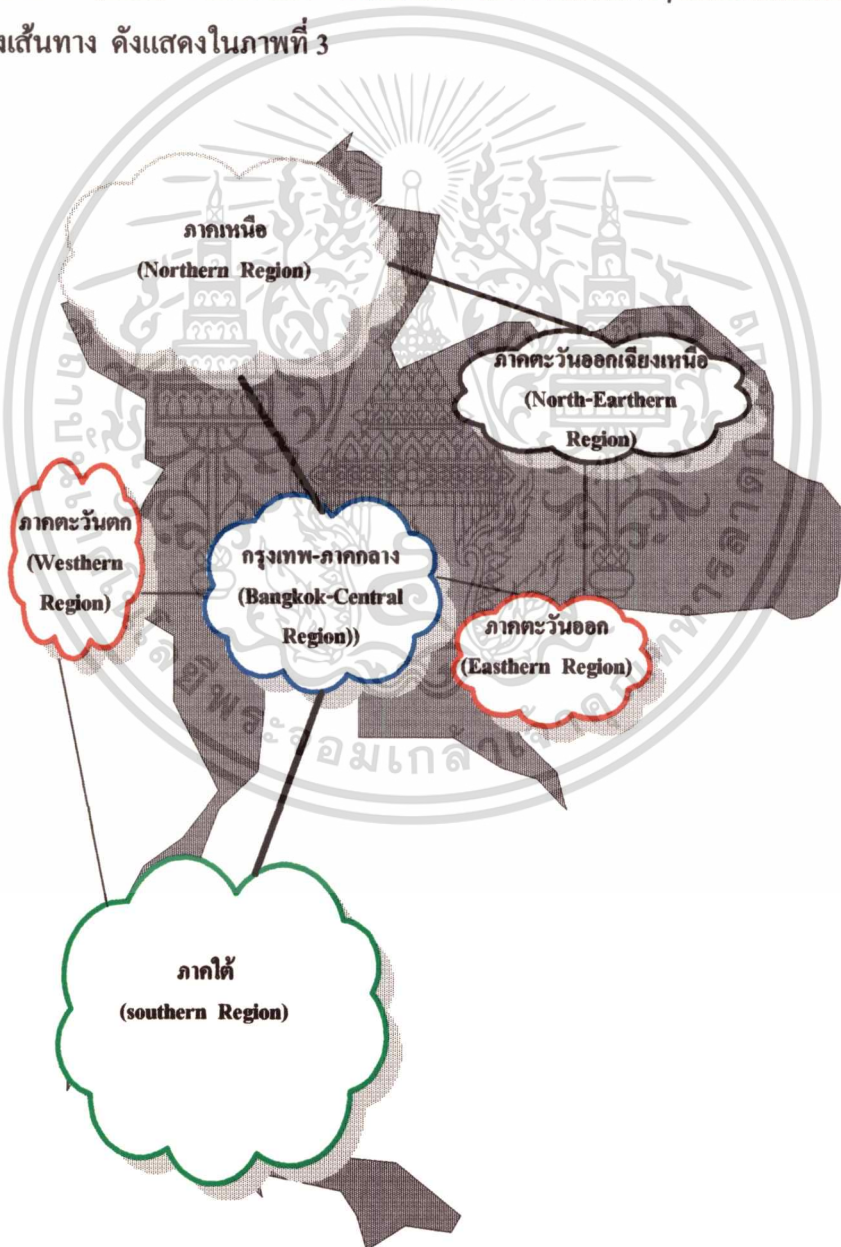 งเส้นทาง ดังแสดงในภาพที่ 3
ภาคเหนือ
(Northern Region)
ภาคตะวันออกเฉียงเหนือ
(North-Earthern
Region)
ภาคตะวันตก
(Westhern
Region)
กรุงเทพ-ภาคกลาง
(Bangkok-Central
Region))
ภาคตะวันออก
(Easthern Region)
ภาคใต้
(southern Region)